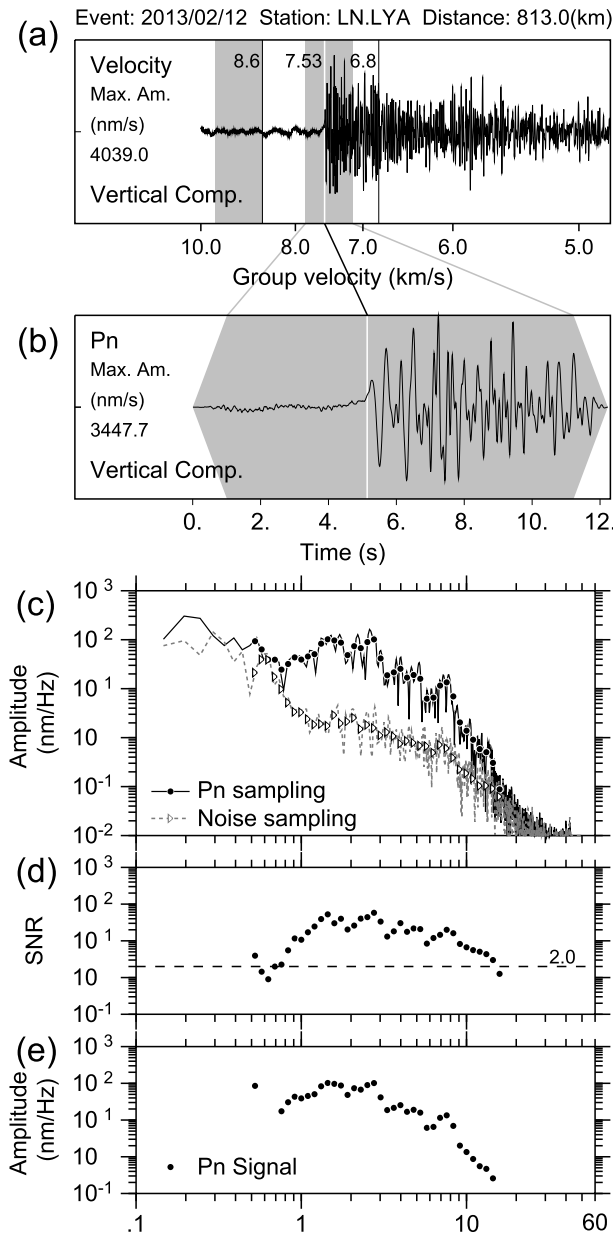 Event: 2013/02/12 Station: LN.LYA Distance: 813.0(km)
(a)
8.6 7.53 6.8
Velocity
Max. Am.
(nm/s)
4039.0
Vertical Comp.
10.0 8.0 7.0 6.0 5.0
Group velocity (km/s)
(b)
Pn
Max. Am.
(nm/s)
3447.7
Vertical Comp.
0. 2. 4. 6. 8. 10. 12.
Time (s)
(c)
10 3
10 2
10 1
10
10-1
10-2
Amplitude
(nm/Hz)
Pn sampling
Noise sampling
(d)
10 3
10 2
10 1
10
10-1
SNR
2.0
(e)
10 3
10 2
10 1
10
10-1
Amplitude
(nm/Hz)
Pn Signal
.1 1 10 60